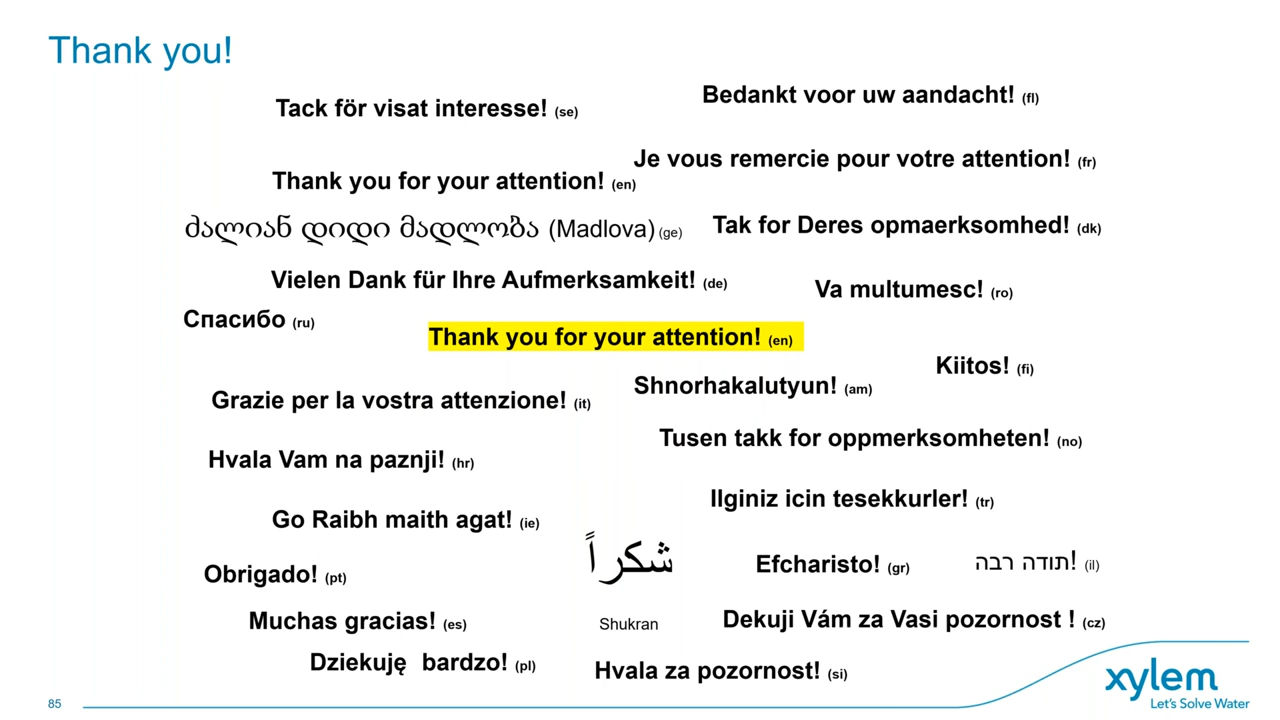 Thank you!
Bedankt voor uw aandacht! (fl)
Tack för visat interesse! (se)
Je vous remercie pour votre attention! (fr)
Thank you for your attention! (en)
Tak for Deres opmaerksomhed! (dk)
მალიან დიდი მადლობა (Madlova) (ge)
Vielen Dank für Ihre Aufmerksamkeit! (de)
Va multumesc! (ro)
Спасибо (ru)
Thank you for your attention! (en)
Kiitos! (fi)
Shnorhakalutyun! (am)
Grazie per la vostra attenzione! (it)
Tusen takk for oppmerksomheten! (no)
Hvala Vam na paznji! (hr)
Ilginiz icin tesekkurler! (tr)
Go Raibh maith agat! (ie)
شكراً
Efcharisto! (gr)
תודה רבה! (il)
Obrigado! (pt)
Muchas gracias! (es)
Shukran
Dekuji Vám za Vasi pozornost ! (cz)
Dziekuję bardzo! (pl)
Hvala za pozornost! (si)
xylem
Let's Solve Water
85